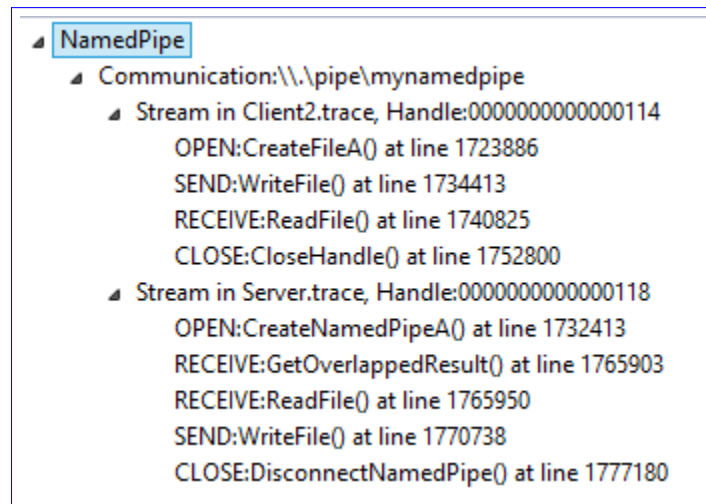 NamedPipe
Communication:\\.\pipe\mynamedpipe
Stream in Client2.trace, Handle:0000000000000114
OPEN:CreateFileA() at line 1723886
SEND:WriteFile() at line 1734413
RECEIVE:ReadFile() at line 1740825
CLOSE:CloseHandle() at line 1752800
Stream in Server.trace, Handle:0000000000000118
OPEN:CreateNamedPipeA() at line 1732413
RECEIVE:GetOverlappedResult() at line 1765903
RECEIVE:ReadFile() at line 1765950
SEND:WriteFile() at line 1770738
CLOSE:DisconnectNamedPipe() at line 1777180